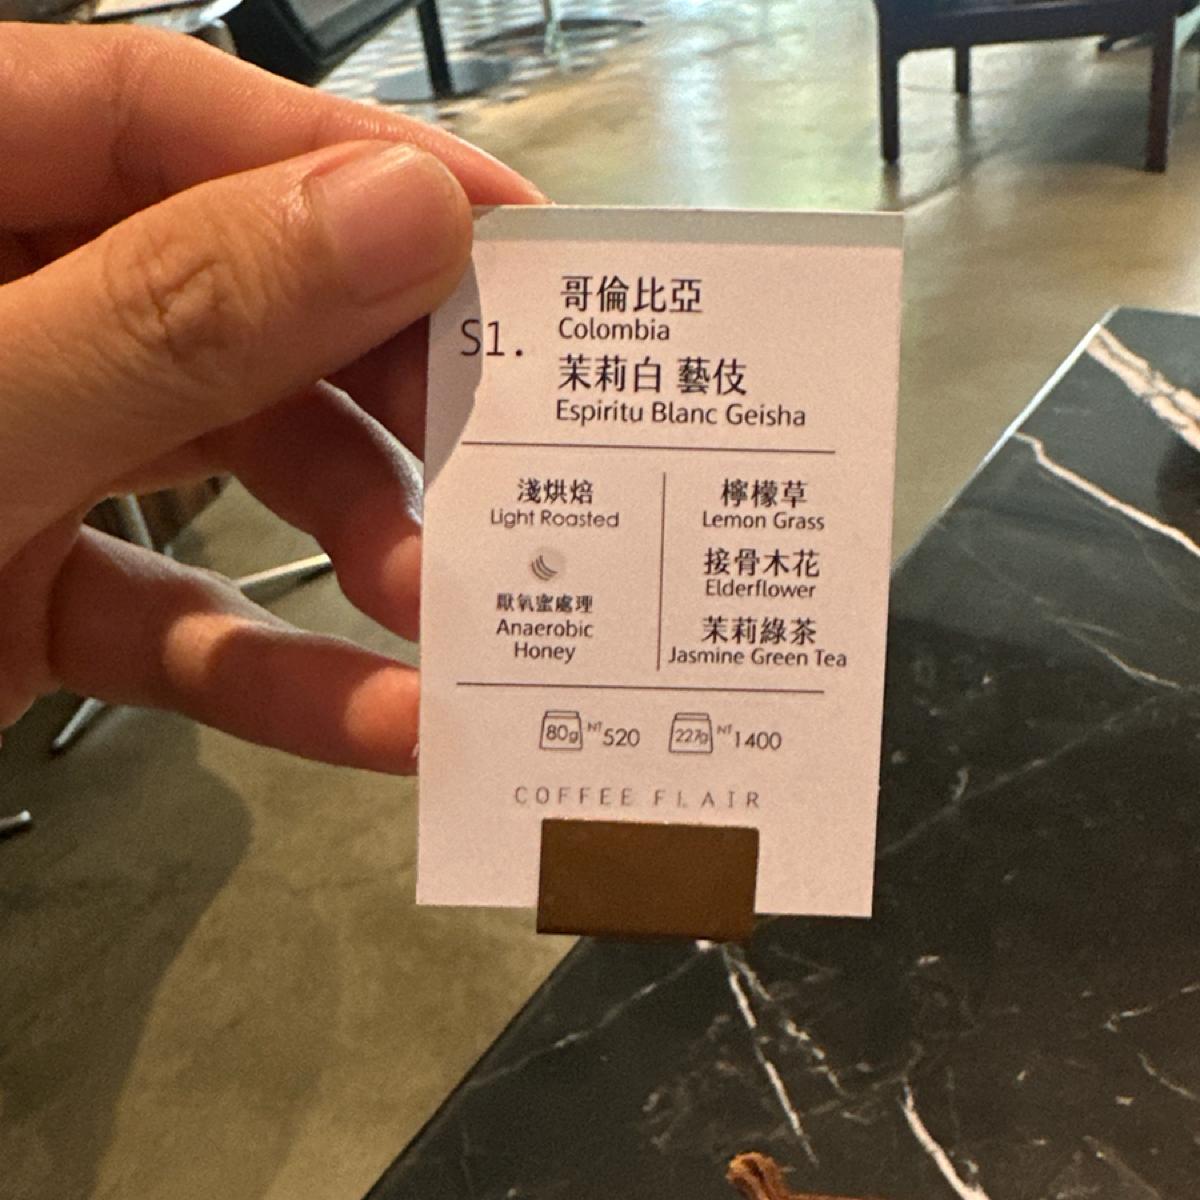 S1.
哥倫比亞
Colombia
茉莉白 藝伎
Espiritu Blanc Geisha
淺烘焙
Light Roasted
厭氧蜜處理
Anaerobic
Honey
檸檬草
Lemon Grass
接骨木花
Elderflower
茉莉綠茶
Jasmine Green Tea
80g NT520 227g NT1400
COFFEE FLAIR